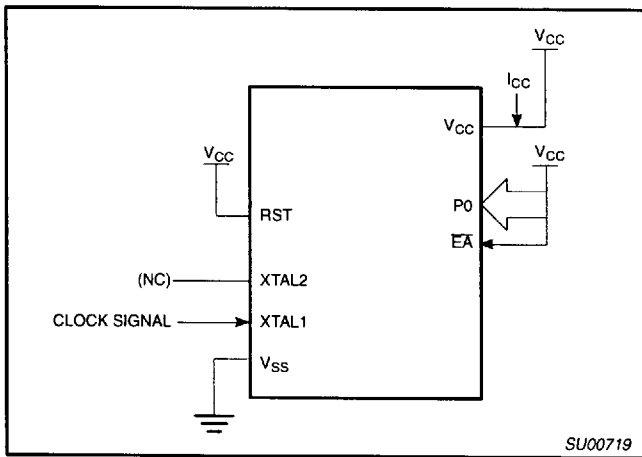 VCC
ICC
VCC
VCC
VCC
RST
P0
EA
(NC)
XTAL2
CLOCK SIGNAL
XTAL1
VSS
SU00719